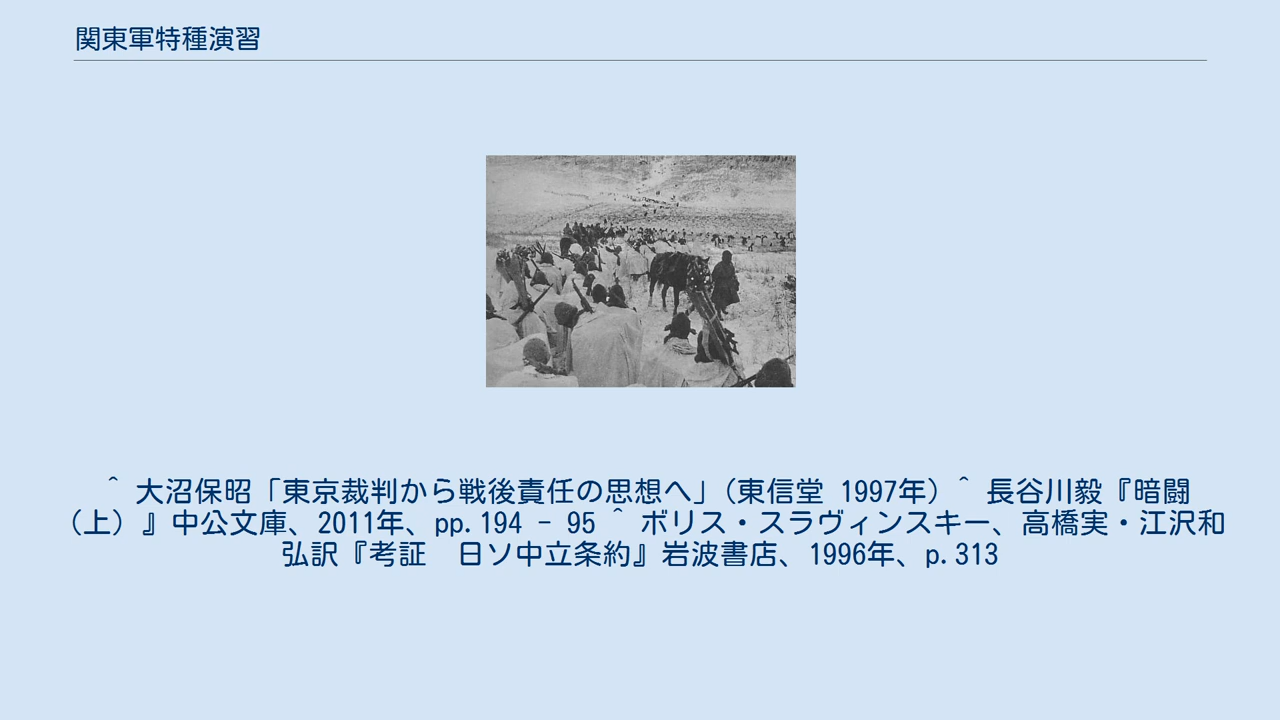 関東軍特種演習
^ 大沼保昭「東京裁判から戦後責任の思想へ」（東信堂 1997年）^ 長谷川毅『暗闘
（上）』中公文庫、2011年、pp.194 – 95 ^ ボリス・スラヴィンスキー、高橋実・江沢和
弘訳『考証　日ソ中立条約』岩波書店、1996年、p.313